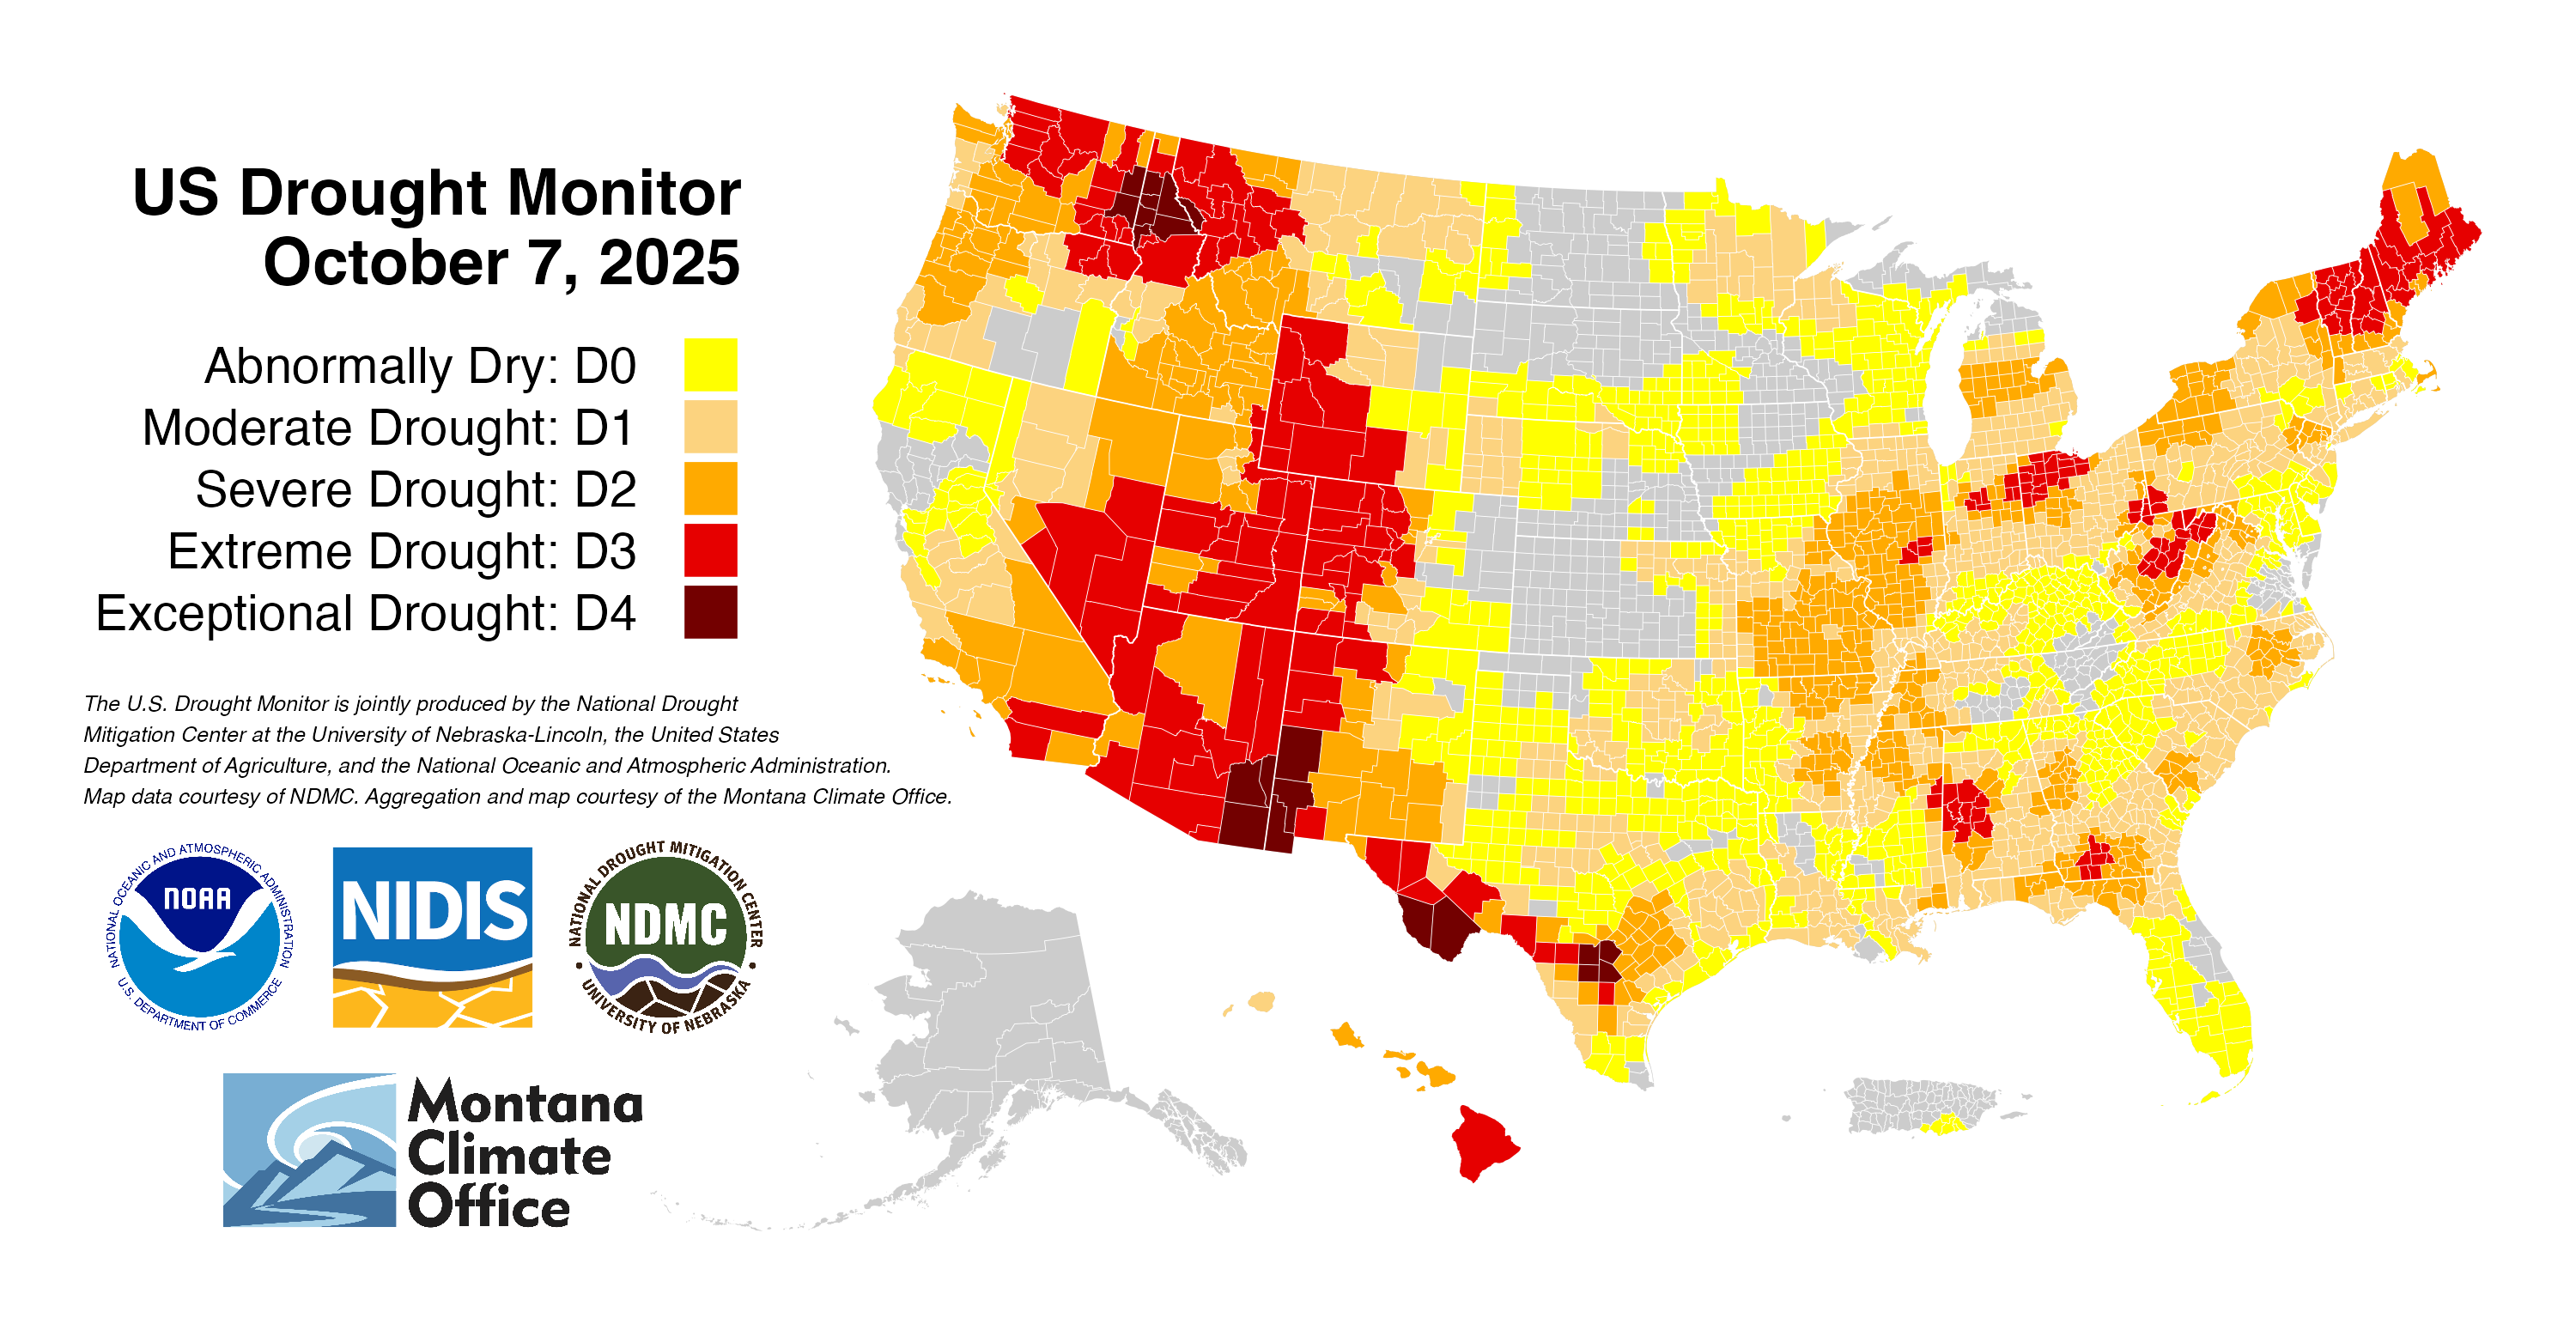 US Drought Monitor
October 7, 2025
Abnormally Dry: D0
Moderate Drought: D1
Severe Drought: D2
Extreme Drought: D3
Exceptional Drought: D4
The U.S. Drought Monitor is jointly produced by the National Drought
Mitigation Center at the University of Nebraska-Lincoln, the United States
Department of Agriculture, and the National Oceanic and Atmospheric Administration.
Map data courtesy of NDMC. Aggregation and map courtesy of the Montana Climate Office.
NATIONAL OCEANIC AND ATMOSPHERIC ADMINISTRATION
NOAA
U.S. DEPARTMENT OF COMMERCE
NIDIS
NATIONAL DROUGHT MITIGATION CENTER
NDMC
UNIVERSITY OF NEBRASKA
Montana
Climate
Office